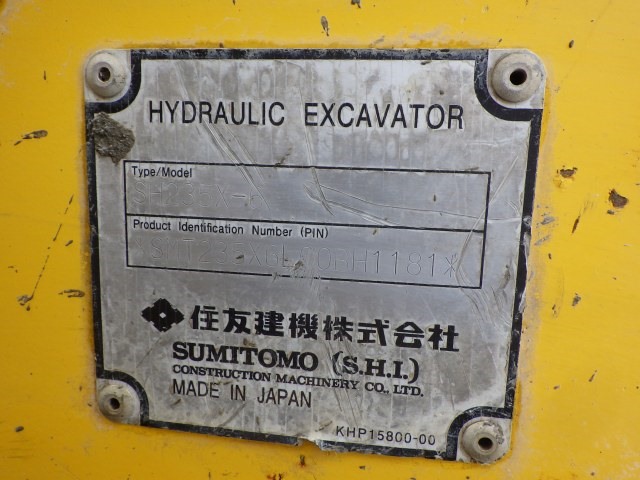 HYDRAULIC EXCAVATOR
Type/Model
Product Identification Number (PIN)
住友建機株式会社
SUMITOMO (S.H.I.)
CONSTRUCTION MACHINERY CO., LTD.
MADE IN JAPAN
KHP15800-00